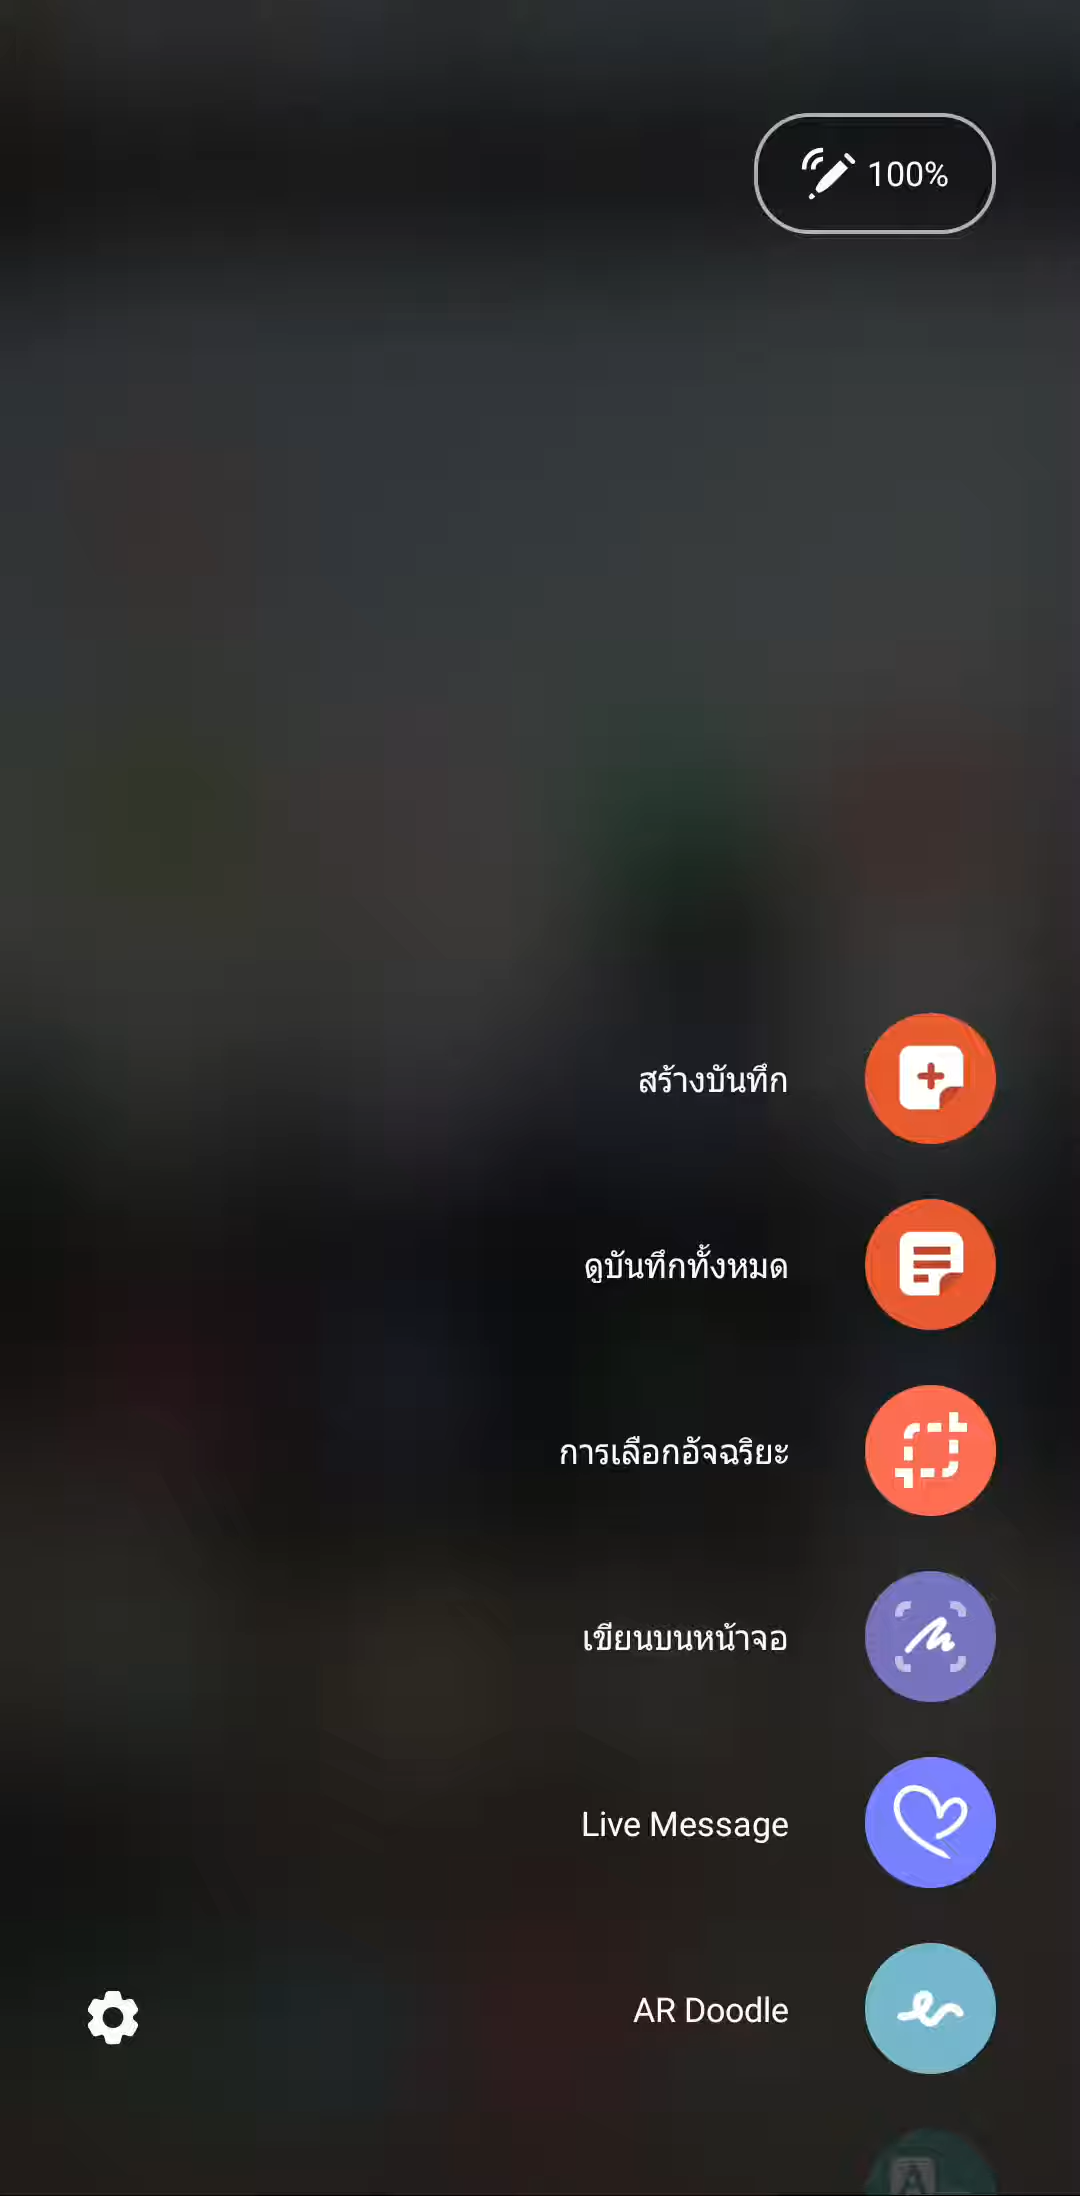 100%
สร้างบันทึก
ดูบันทึกทั้งหมด
การเลือกอัจฉริยะ
เขียนบนหน้าจอ
Live Message
AR Doodle
A